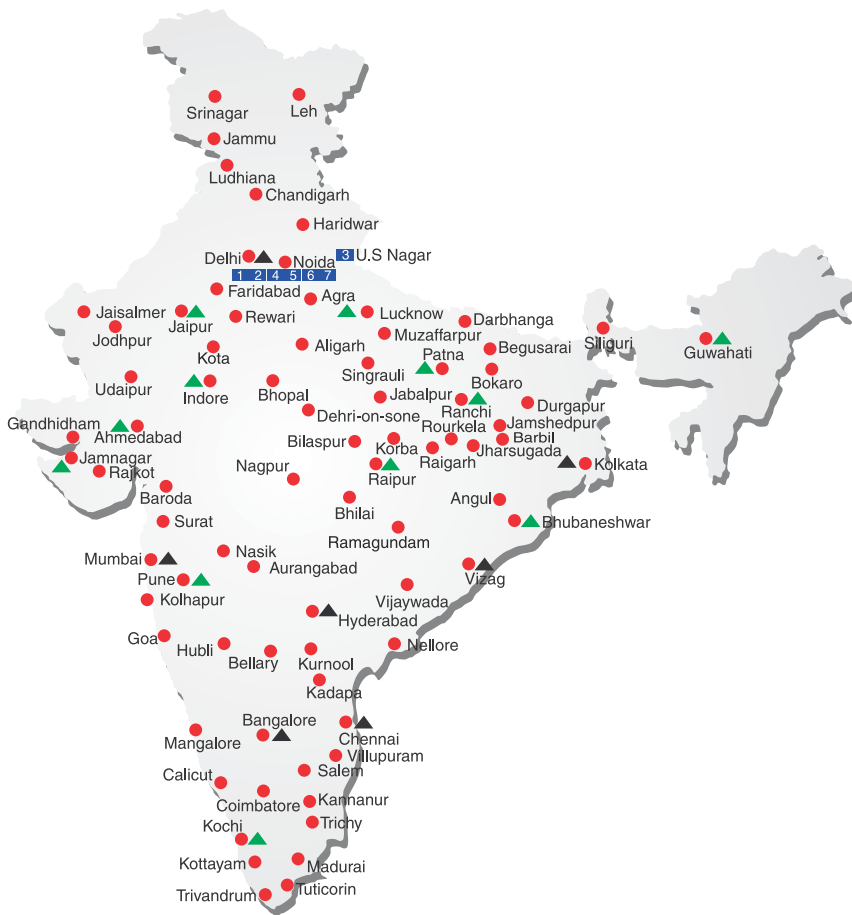 Srinagar
Leh
Jammu
Ludhiana
Chandigarh
Haridwar
Delhi
Noida
3 U.S Nagar
1 2 4 5 6 7
Faridabad
Agra
Jaisalmer
Jaipur
Rewari
Lucknow
Darbhanga
Jodhpur
Muzaffarpur
Siliguri
Guwahati
Kota
Aligarh
Patna
Begusarai
Singrauli
Udaipur
Indore
Bhopal
Jabalpur
Bokaro
Ranchi
Durgapur
Dehri-on-sone
Gandhidham
Ahmedabad
Rourkela
Jamshedpur
Bilaspur
Korba
Barbil
Raigarh
Jharsugada
Jamnagar
Rajkot
Nagpur
Raipur
Kolkata
Baroda
Bhilai
Angul
Surat
Bhubaneshwar
Ramagundam
Mumbai
Nasik
Aurangabad
Pune
Vizag
Kolhapur
Vijaywada
Hyderabad
Goa
Hubli
Bellary
Kurnool
Nellore
Kadapa
Bangalore
Mangalore
Chennai
Villupuram
Calicut
Salem
Coimbatore
Kannanur
Kochi
Trichy
Kottayam
Madurai
Trivandrum
Tuticorin